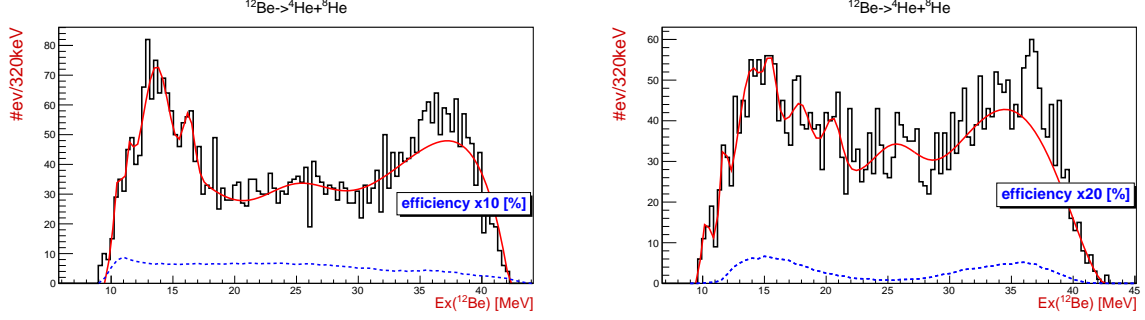 ¹²Be->⁴He+⁸He
#ev/320keV
80
70
60
50
40
30
20
10
0
efficiency x10 [%]
10 15 20 25 30 35 40
Ex(¹²Be) [MeV]
¹²Be->⁴He+⁸He
#ev/320keV
60
50
40
30
20
10
0
efficiency x20 [%]
10 15 20 25 30 35 40 45
Ex(¹²Be) [MeV]